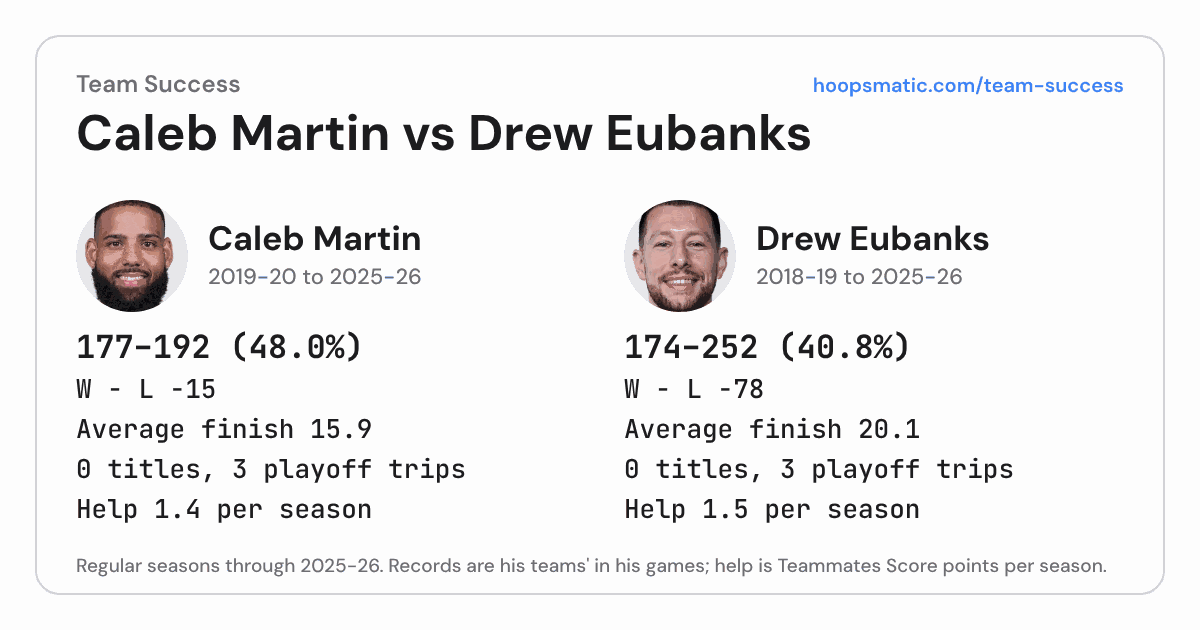 Team Success
hoopsmatic.com/team-success
Caleb Martin vs Drew Eubanks
Caleb Martin
2019-20 to 2025-26
177-192 (48.0%)
W - L -15
Average finish 15.9
0 titles, 3 playoff trips
Help 1.4 per season
Drew Eubanks
2018-19 to 2025-26
174-252 (40.8%)
W - L -78
Average finish 20.1
0 titles, 3 playoff trips
Help 1.5 per season
Regular seasons through 2025-26. Records are his teams' in his games; help is Teammates Score points per season.